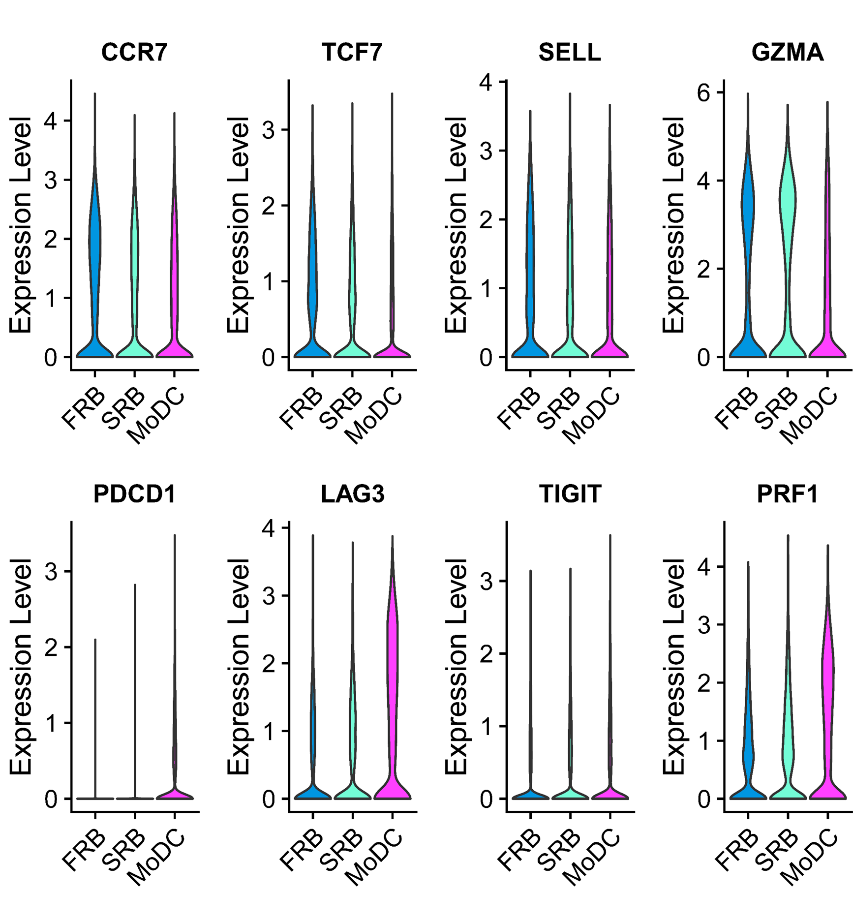 CCR7 TCF7 SELL GZMA
Expression Level
4
3
2
1
0
FRB SRB MoDC
Expression Level
3
2
1
0
FRB SRB MoDC
Expression Level
4
3
2
1
0
FRB SRB MoDC
Expression Level
6
4
2
0
FRB SRB MoDC
PDCD1 LAG3 TIGIT PRF1
Expression Level
3
2
1
0
FRB SRB MoDC
Expression Level
4
3
2
1
0
FRB SRB MoDC
Expression Level
3
2
1
0
FRB SRB MoDC
Expression Level
4
3
2
1
0
FRB SRB MoDC